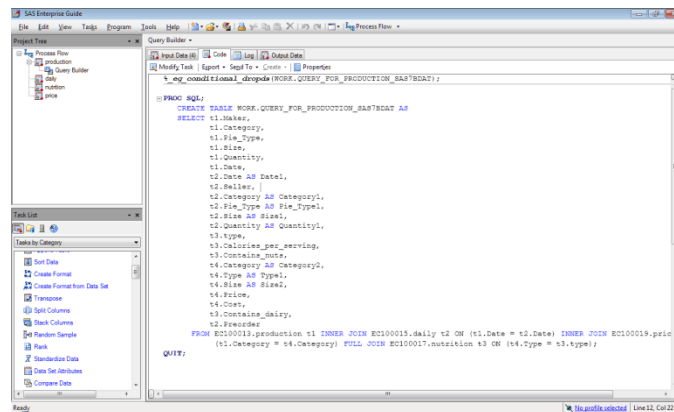 SAS Enterprise Guide
File Edit View Tasks Program Tools Help Process Flow
Project Tree
Process Flow
production
Query Builder
daily
nutrition
price
Task List
Tasks by Category
Sort Data
Create Format
Create Format from Data Set
Transpose
Split Columns
Stack Columns
Random Sample
Rank
Standardize Data
Data Set Attributes
Compare Data
Query Builder
Input Data (4) Code Log Output Data
Modify Task Export Send To Create Properties
%_eg_conditional_dropds(WORK.QUERY_FOR_PRODUCTION_SAS7BDAT);
PROC SQL;
CREATE TABLE WORK.QUERY_FOR_PRODUCTION_SAS7BDAT AS
SELECT t1.Maker,
t1.Category,
t1.Pie_Type,
t1.Size,
t1.Quantity,
t1.Date,
t2.Date AS Date1,
t2.Seller,
t2.Category AS Category1,
t2.Pie_Type AS Pie_Type1,
t2.Size AS Size1,
t2.Quantity AS Quantity1,
t3.type,
t3.Calories_per_serving,
t3.Contains_nuts,
t4.Category AS Category2,
t4.Type AS Type1,
t4.Size AS Size2,
t4.Price,
t4.Cost,
t3.Contains_dairy,
t2.Preorder
FROM EC100013.production t1 INNER JOIN EC100015.daily t2 ON (t1.Date = t2.Date) INNER JOIN EC100019.pric
(t1.Category = t4.Category) FULL JOIN EC100017.nutrition t3 ON (t4.Type = t3.type);
QUIT;
Ready
No profile selected Line 12, Col 22